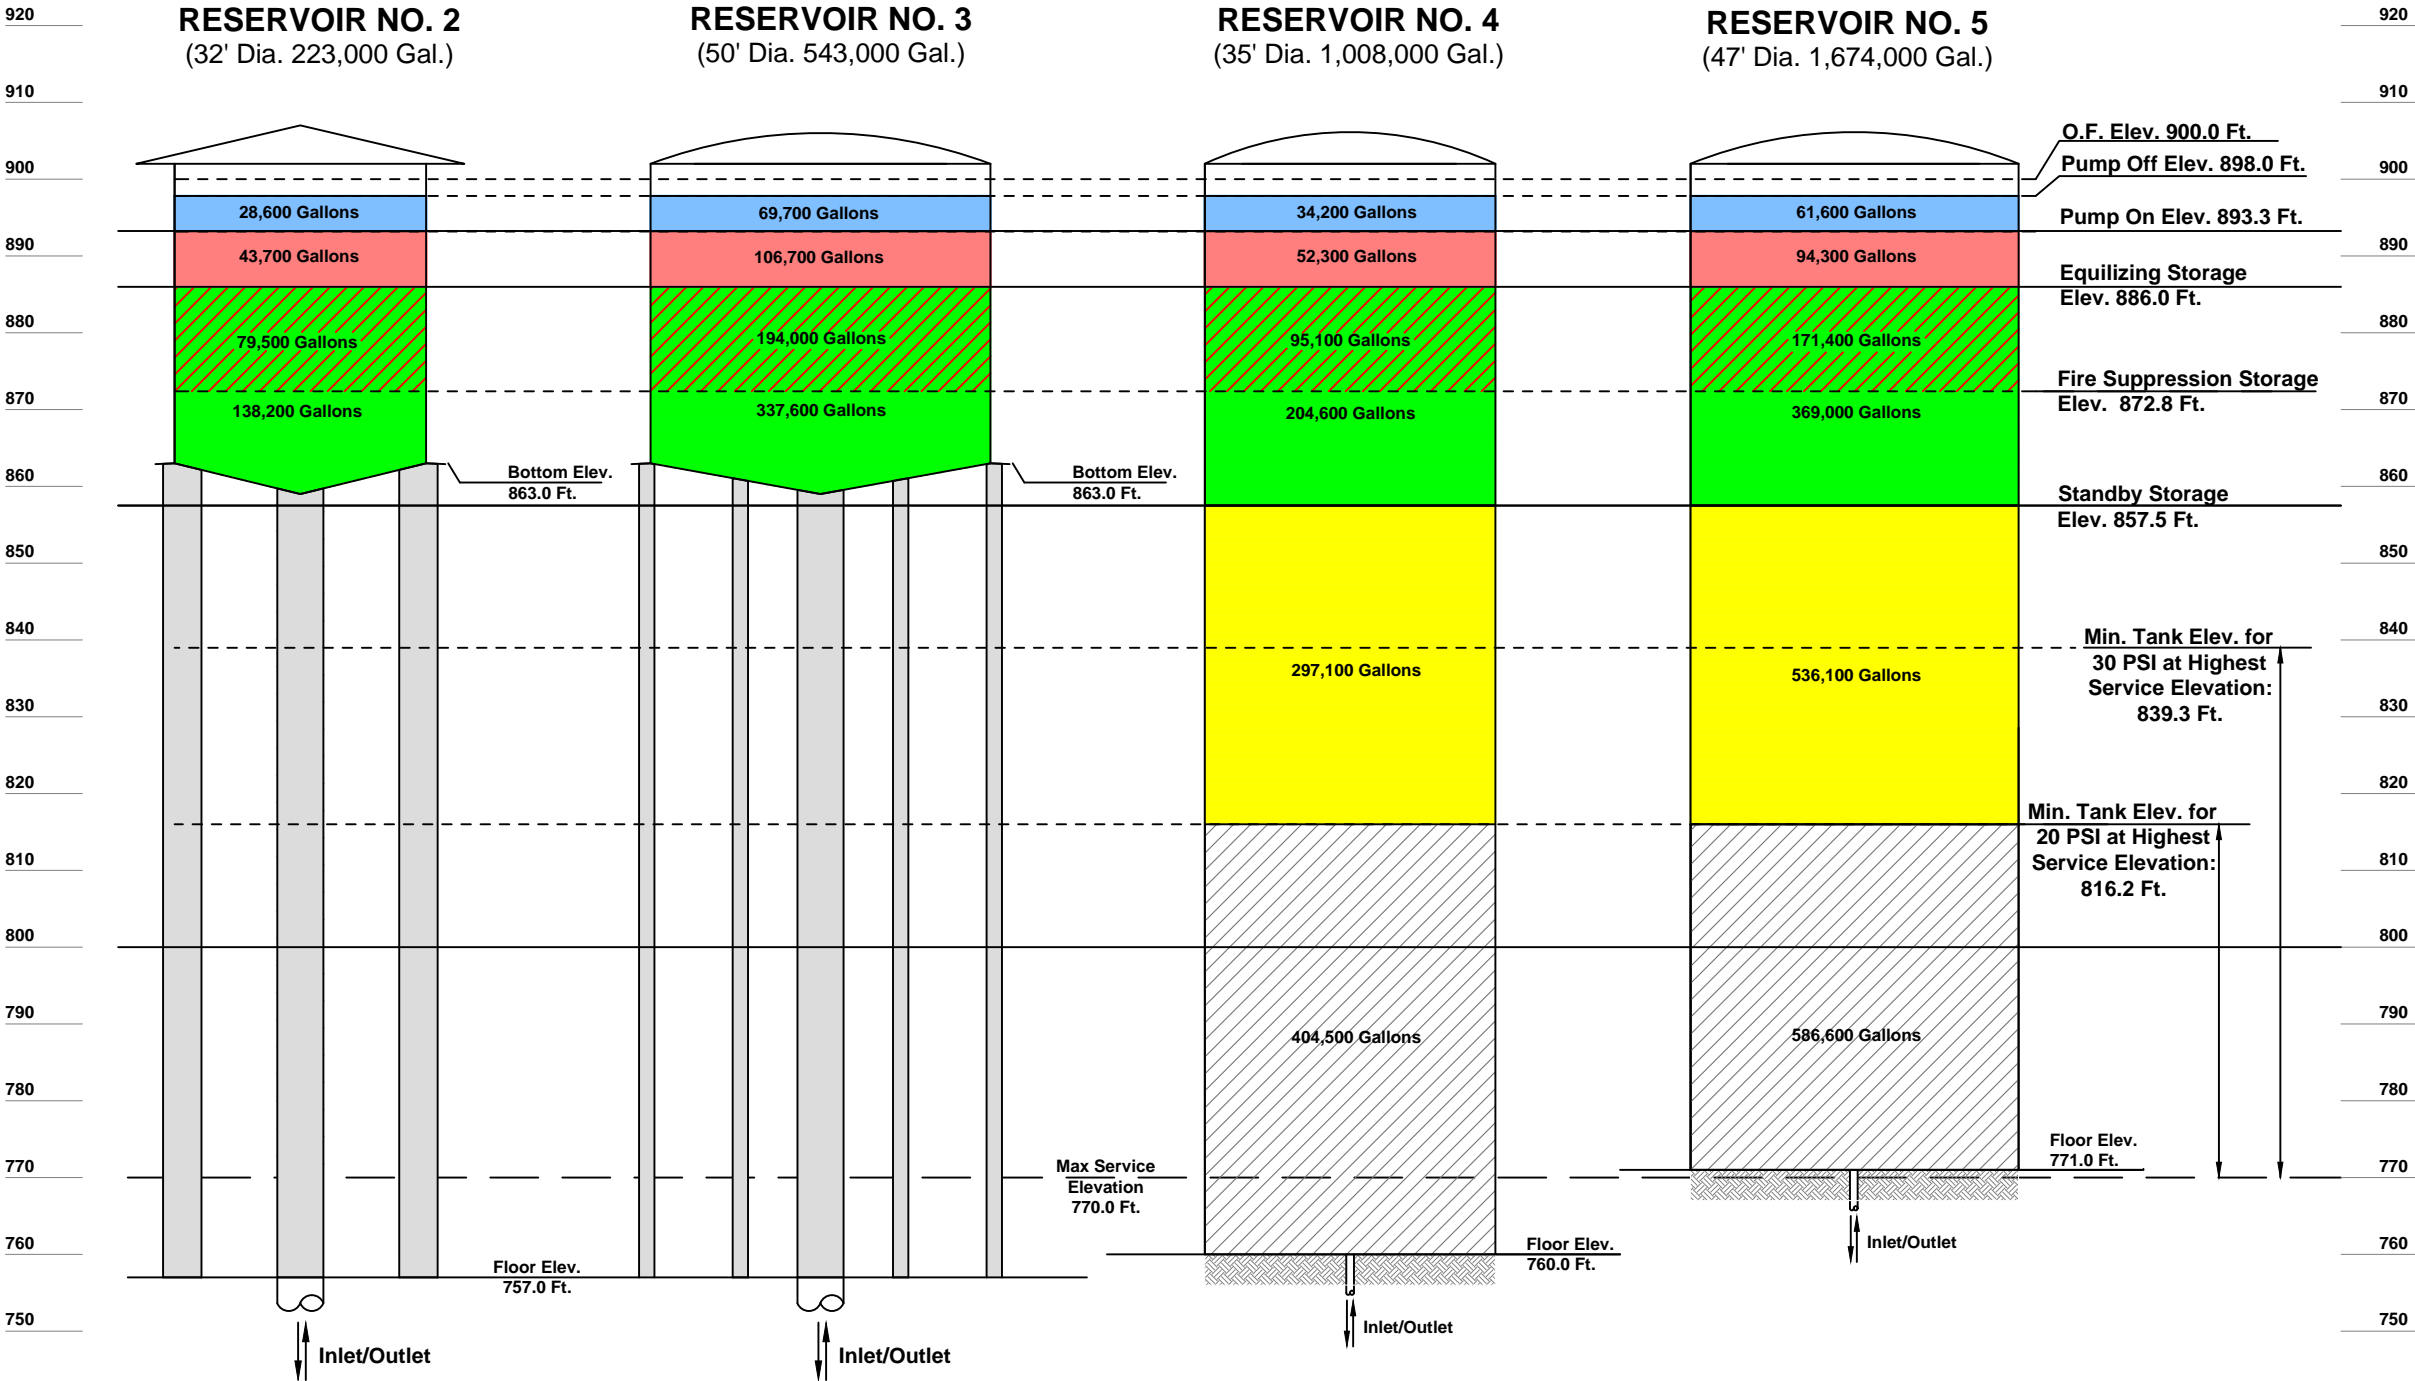 RESERVOIR NO. 2
(32' Dia. 223,000 Gal.)
RESERVOIR NO. 3
(50' Dia. 543,000 Gal.)
RESERVOIR NO. 4
(35' Dia. 1,008,000 Gal.)
RESERVOIR NO. 5
(47' Dia. 1,674,000 Gal.)
920
910
900
890
880
870
860
850
840
830
820
810
800
790
780
770
760
750
28,600 Gallons
43,700 Gallons
79,500 Gallons
138,200 Gallons
Bottom Elev.
863.0 Ft.
Floor Elev.
757.0 Ft.
Inlet/Outlet
69,700 Gallons
106,700 Gallons
194,000 Gallons
337,600 Gallons
Bottom Elev.
863.0 Ft.
Max Service
Elevation
770.0 Ft.
Inlet/Outlet
34,200 Gallons
52,300 Gallons
95,100 Gallons
204,600 Gallons
297,100 Gallons
404,500 Gallons
Floor Elev.
760.0 Ft.
Inlet/Outlet
61,600 Gallons
94,300 Gallons
171,400 Gallons
369,000 Gallons
536,100 Gallons
586,600 Gallons
Floor Elev.
771.0 Ft.
Inlet/Outlet
O.F. Elev. 900.0 Ft.
Pump Off Elev. 898.0 Ft.
Pump On Elev. 893.3 Ft.
Equilizing Storage
Elev. 886.0 Ft.
Fire Suppression Storage
Elev. 872.8 Ft.
Standby Storage
Elev. 857.5 Ft.
Min. Tank Elev. for
30 PSI at Highest
Service Elevation:
839.3 Ft.
Min. Tank Elev. for
20 PSI at Highest
Service Elevation:
816.2 Ft.
920
910
900
890
880
870
860
850
840
830
820
810
800
790
780
770
760
750